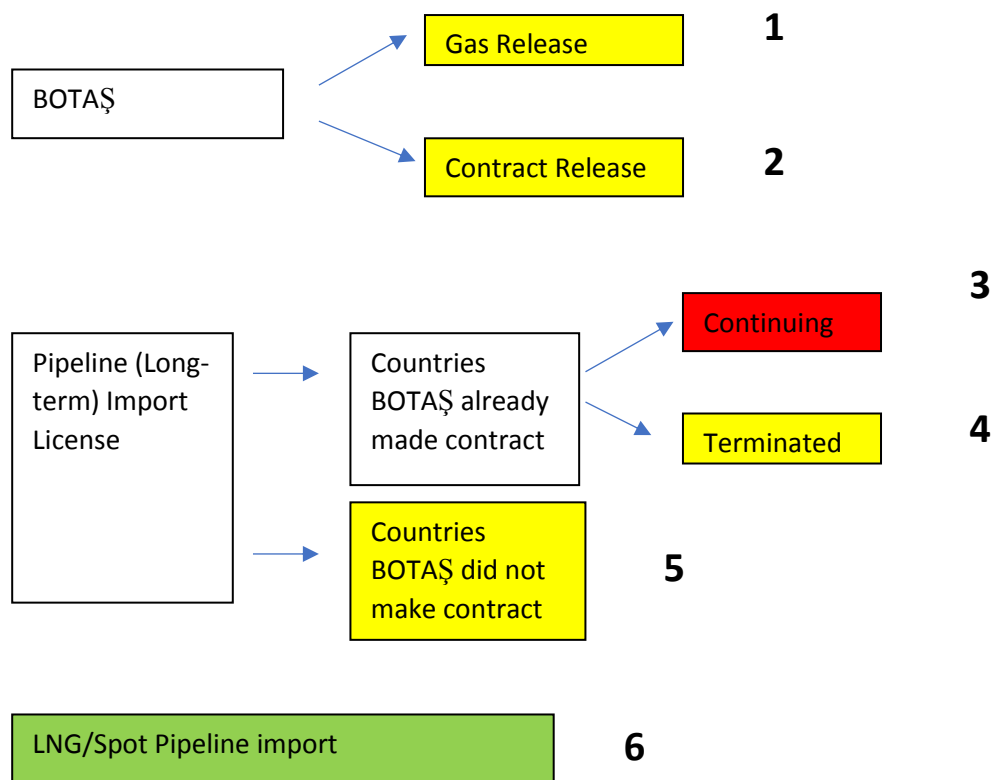 1
Gas Release
BOTAŞ
Contract Release
2
3
Continuing
Pipeline (Long-
term) Import
License
Countries
BOTAŞ already
made contract
Terminated
4
Countries
BOTAŞ did not
make contract
5
LNG/Spot Pipeline import
6